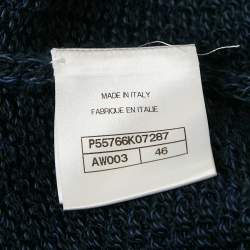 MADE IN ITALY
FABRIQUE EN ITALIE
P55766K07287
AW003 46